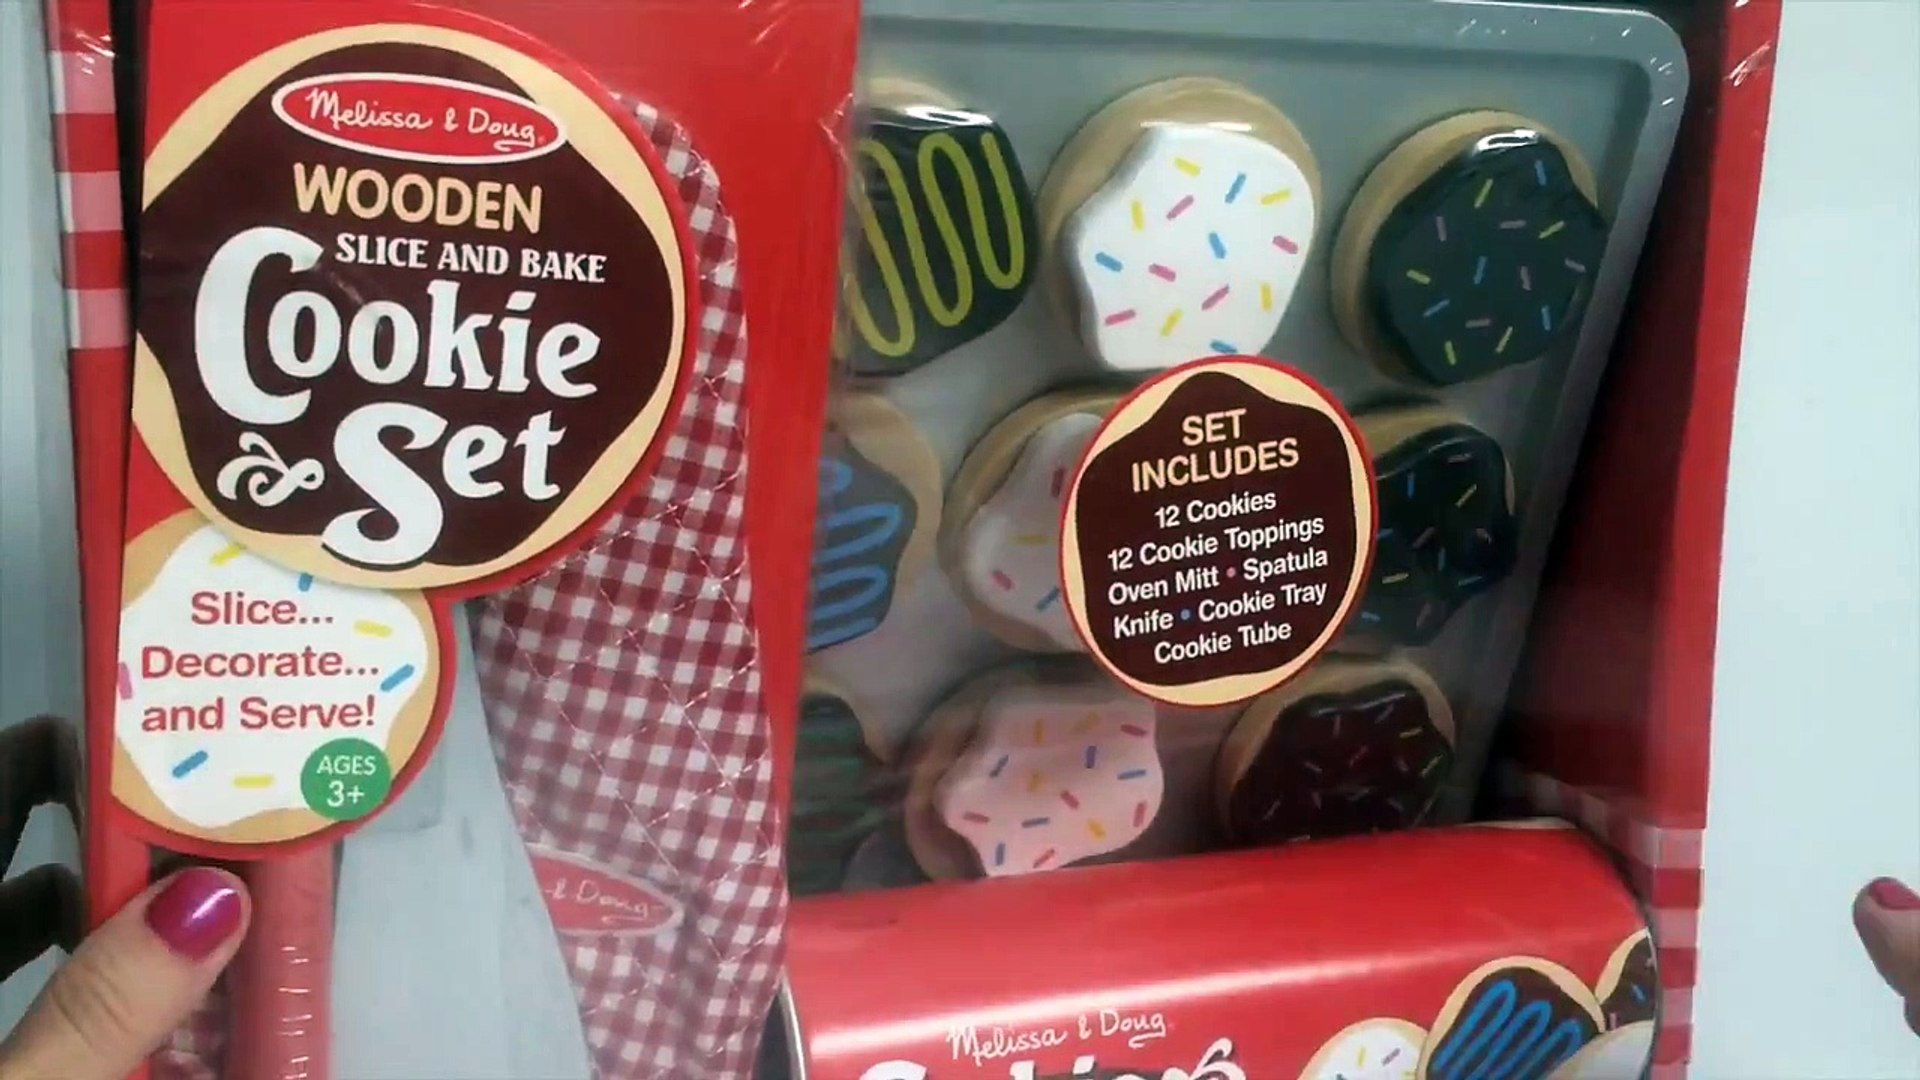 Melissa & Doug
WOODEN
SLICE AND BAKE
Cookie
Set
Slice...
Decorate...
and Serve!
AGES
3+
SET
INCLUDES
12 Cookies
12 Cookie Toppings
Oven Mitt • Spatula
Knife • Cookie Tray
Cookie Tube
& Doug
Melissa & Doug